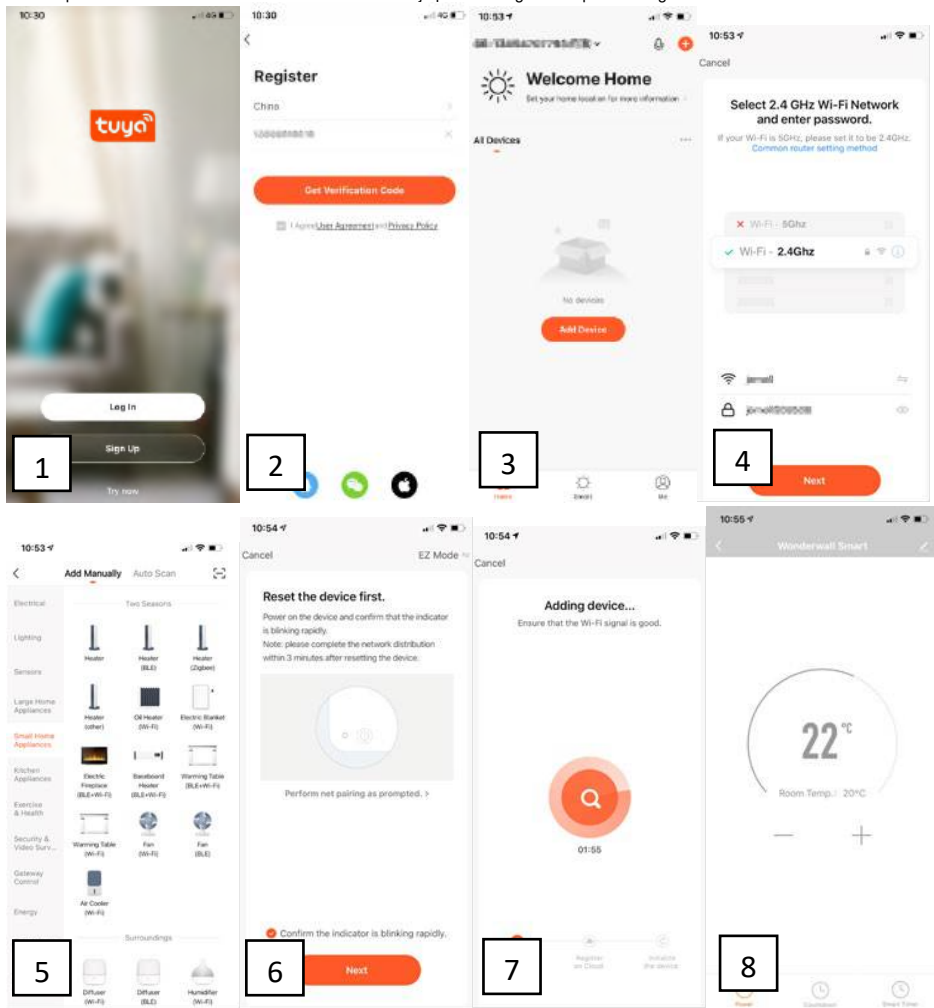 10:30
4G
tuya
Log In
Sign Up
Try now
1
10:30
4G
Register
China
Get Verification Code
I Agree User Agreement and Privacy Policy
2
10:53
Welcome Home
Set your home location for more information
All Devices
No devices
Add Device
Home
Smart
Me
3
10:53
Cancel
Select 2.4 GHz Wi-Fi Network
and enter password.
If your Wi-Fi is 5GHz, please set it to be 2.4GHz.
Common router setting method
Wi-Fi - 5Ghz
Wi-Fi - 2.4Ghz
Next
4
10:53
Add Manually
Auto Scan
Electrical
Lighting
Sensors
Large Home
Appliances
Small Home
Appliances
Kitchen
Appliances
Exercise
& Health
Security &
Video Surv...
Gateway
Control
Energy
Two Seasons
Heater
Heater
(BLE)
Heater
(Zigbee)
Heater
(other)
Oil Heater
(Wi-Fi)
Electric Blanket
(Wi-Fi)
Electric
Fireplace
(BLE+Wi-Fi)
Baseboard
Heater
(BLE+Wi-Fi)
Warming Table
(BLE+Wi-Fi)
Warming Table
(Wi-Fi)
Fan
(Wi-Fi)
Fan
(BLE)
Air Cooler
(Wi-Fi)
Surroundings
Diffuser
(Wi-Fi)
Diffuser
(BLE)
Humidifier
(Wi-Fi)
5
10:54
Cancel
EZ Mode
Reset the device first.
Power on the device and confirm that the indicator
is blinking rapidly.
Note: please complete the network distribution
within 3 minutes after resetting the device.
Perform net pairing as prompted. >
Confirm the indicator is blinking rapidly.
Next
6
10:54
Cancel
Adding device...
Ensure that the Wi-Fi signal is good.
01:55
Register
on Cloud
Initialize
the device
7
10:55
Wonderwall Smart
22 °C
Room Temp.: 20°C
Power
Countdown
Smart Timer
8